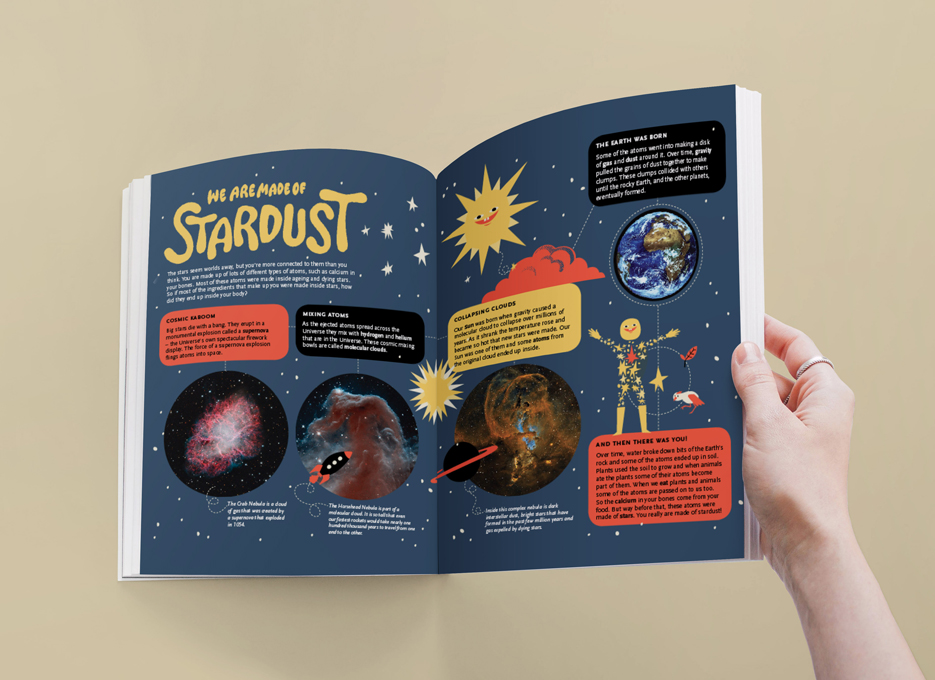 WE ARE MADE OF
STARDUST
The stars seem worlds away, but you're more connected to them than you
think. You are made up of lots of different types of atoms, such as calcium in
your bones. Most of these atoms were made inside ageing and dying stars.
So if most of the ingredients that make up you were made inside stars, how
did they end up inside your body?
COSMIC KABOOM
Big stars die with a bang. They erupt in a
monumental explosion called a supernova
– the Universe's own spectacular firework
display. The force of a supernova explosion
flings atoms into space.
MIXING ATOMS
As the ejected atoms spread across the
Universe they mix with hydrogen and helium
that are in the Universe. These cosmic mixing
bowls are called molecular clouds.
The Crab Nebula is a cloud
of gas that was created by
a supernova that exploded
in 1054.
The Horsehead Nebula is part of a
molecular cloud. It is so tall that even
our fastest rockets would take nearly one
hundred thousand years to travel from one
end to the other.
COLLAPSING CLOUDS
Our Sun was born when gravity caused a
molecular cloud to collapse over millions of
years. As it shrank the temperature rose and
became so hot that new stars were made. Our
Sun was one of them and some atoms from
the original cloud ended up inside.
Inside this complex nebula is dark
interstellar dust, bright stars that have
formed in the past few million years and
gas expelled by dying stars.
THE EARTH WAS BORN
Some of the atoms went into making a disk
of gas and dust around it. Over time, gravity
pulled the grains of dust together to make
clumps. These clumps collided with others
until the rocky Earth, and the other planets,
eventually formed.
AND THEN THERE WAS YOU!
Over time, water broke down bits of the Earth's
rock and some of the atoms ended up in soil.
Plants used the soil to grow and when animals
ate the plants some of their atoms become
part of them. When we eat plants and animals
some of the atoms are passed on to us too.
So the calcium in your bones come from your
food. But way before that, these atoms were
made of stars. You really are made of stardust!